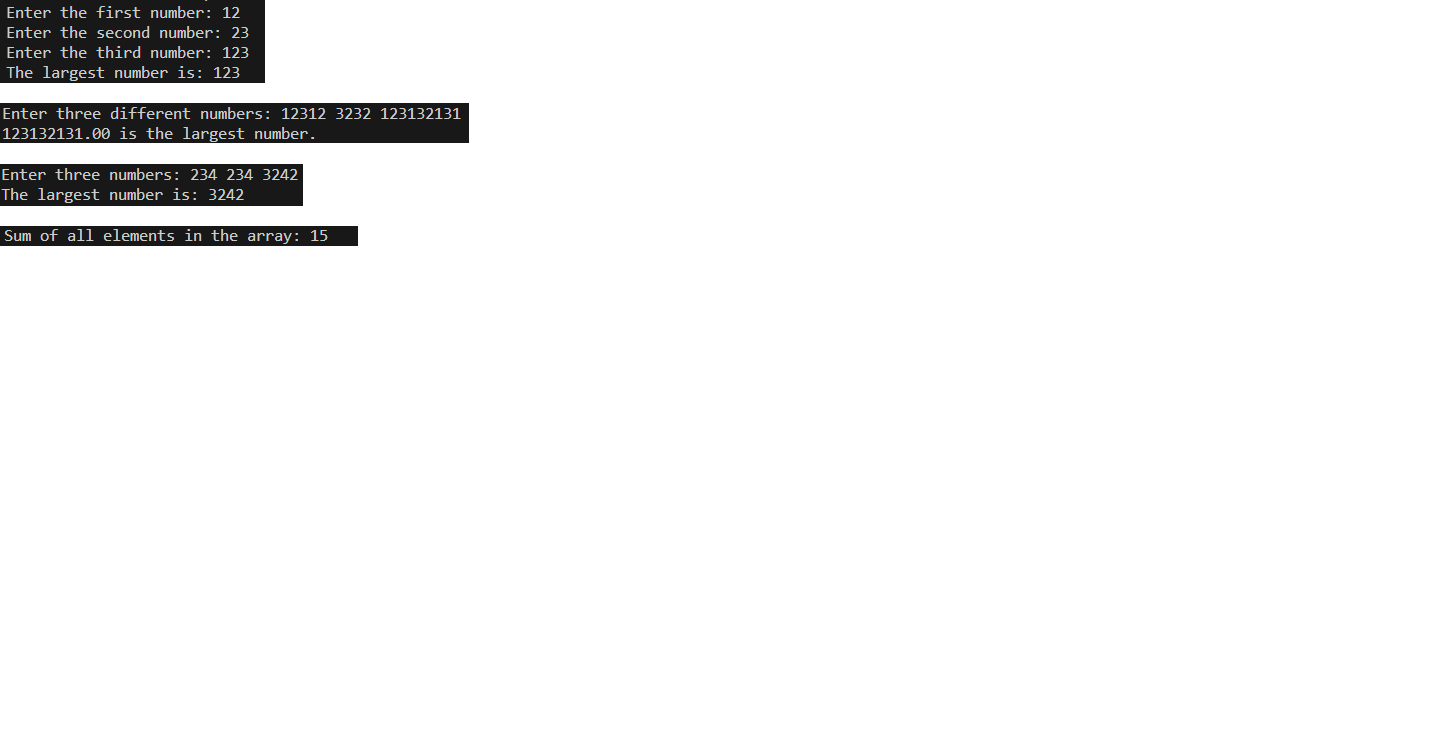 Enter the first number: 12
Enter the second number: 23
Enter the third number: 123
The largest number is: 123
Enter three different numbers: 12312 3232 123132131
123132131.00 is the largest number.
Enter three numbers: 234 234 3242
The largest number is: 3242
Sum of all elements in the array: 15